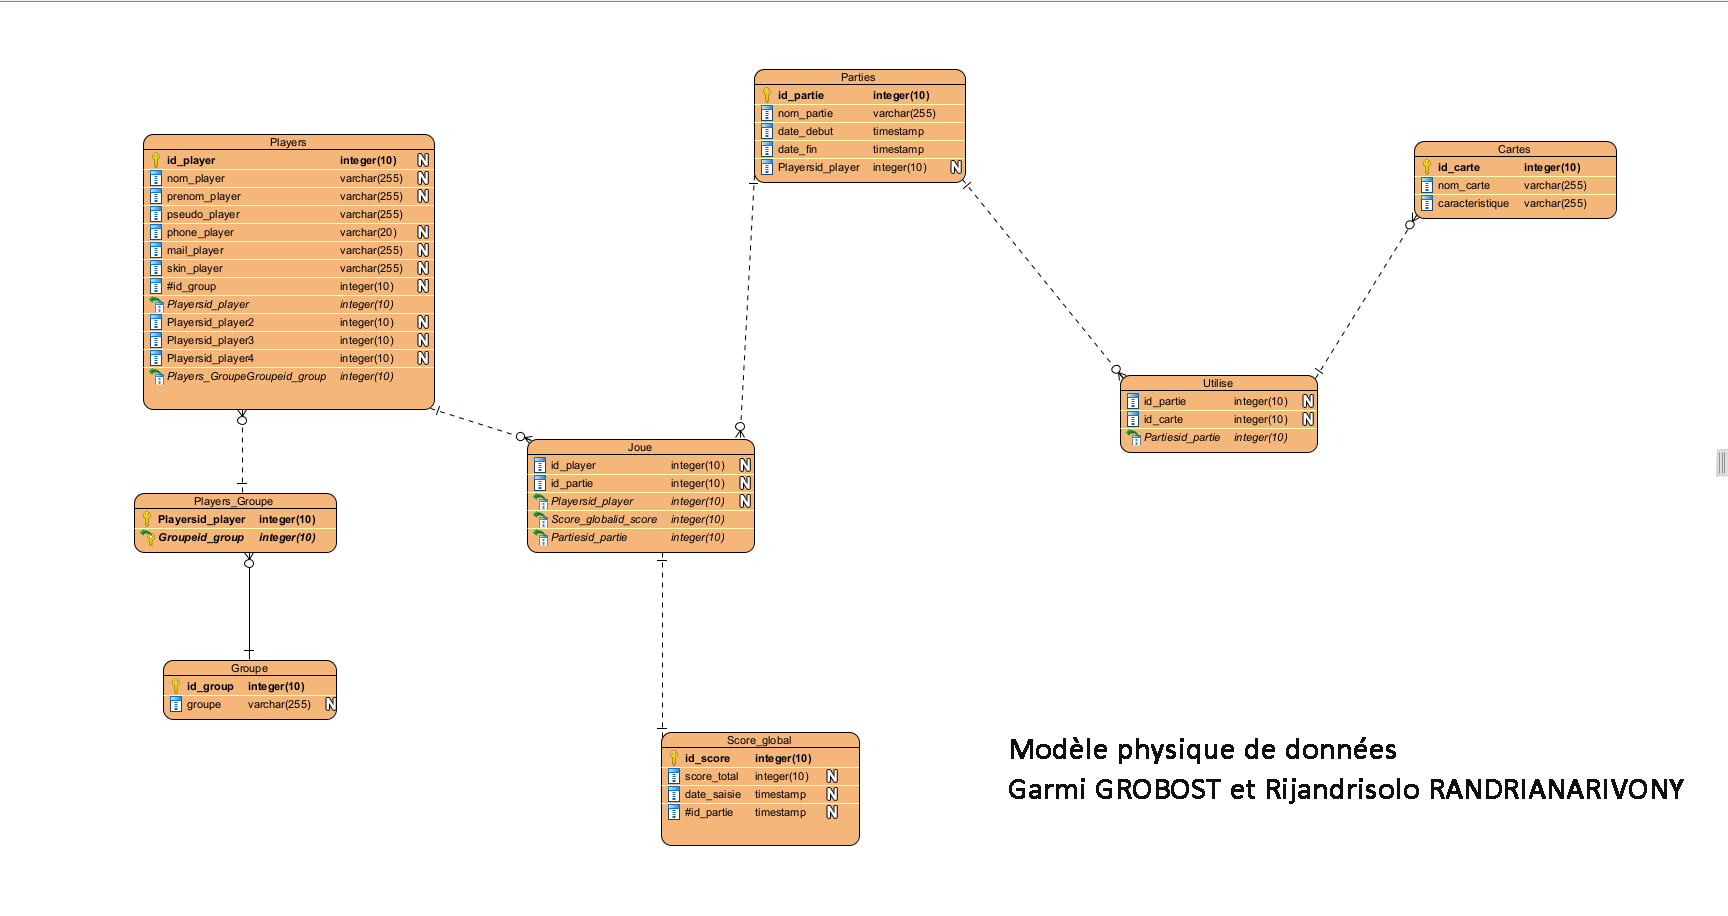 Parties
id_partie integer(10)
nom_partie varchar(255)
date_debut timestamp
date_fin timestamp
Playersid_player integer(10) N
Players
id_player integer(10) N
nom_player varchar(255) N
prenom_player varchar(255) N
pseudo_player varchar(255)
phone_player varchar(20) N
mail_player varchar(255) N
skin_player varchar(255) N
#id_group integer(10) N
Playersid_player integer(10)
Playersid_player2 integer(10) N
Playersid_player3 integer(10) N
Playersid_player4 integer(10) N
Players_GroupeGroupeid_group integer(10)
Cartes
id_carte integer(10)
nom_carte varchar(255)
caracteristique varchar(255)
Utilise
id_partie integer(10) N
id_carte integer(10) N
Partiesid_partie integer(10)
Joue
id_player integer(10) N
id_partie integer(10) N
Playersid_player integer(10) N
Score_globalid_score integer(10)
Partiesid_partie integer(10)
Players_Groupe
Playersid_player integer(10)
Groupeid_group integer(10)
Groupe
id_group integer(10)
groupe varchar(255) N
Score_global
id_score integer(10)
score_total integer(10) N
date_saisie timestamp N
#id_partie timestamp N
Modèle physique de données
Garmi GROBOST et Rijandrisolo RANDRIANARIVONY